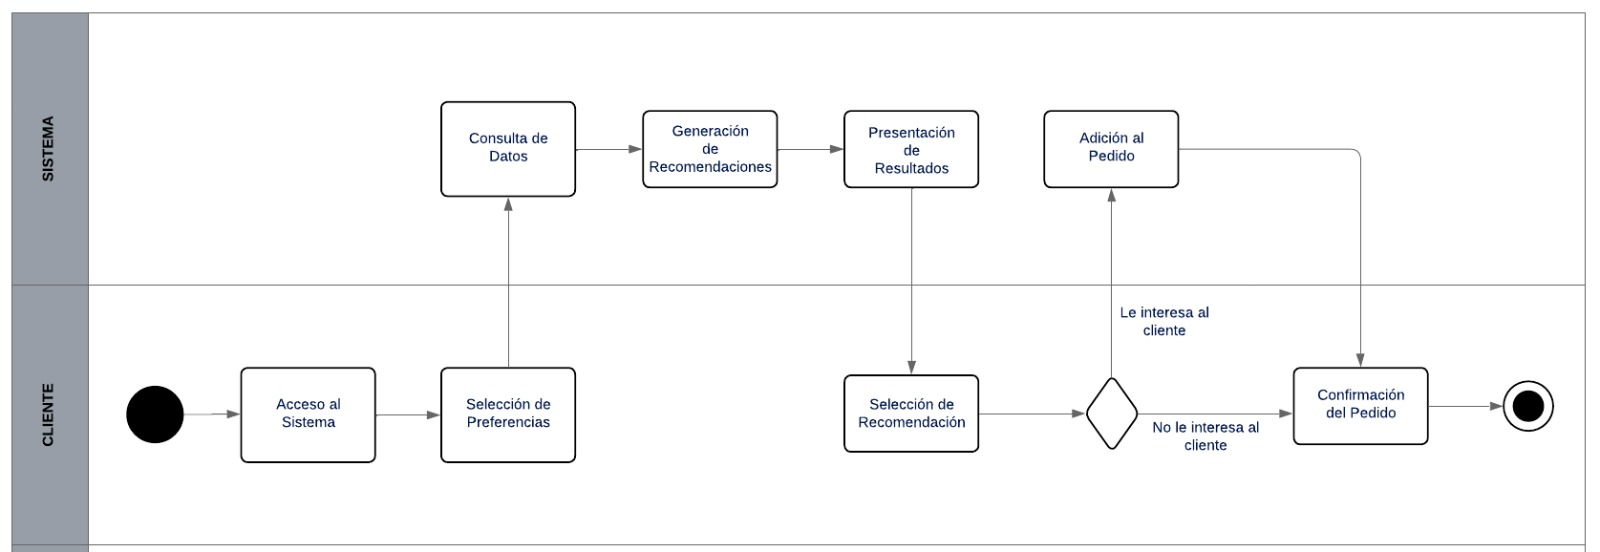 SISTEMA
Consulta de
Datos
Generación
de
Recomendaciones
Presentación
de
Resultados
Adición al
Pedido
Le interesa al
cliente
CLIENTE
Acceso al
Sistema
Selección de
Preferencias
Selección de
Recomendación
No le interesa al
cliente
Confirmación
del Pedido